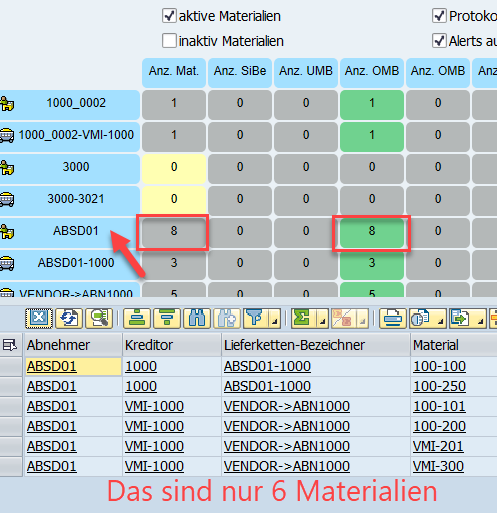 aktive Materialien
Protoko
inaktiv Materialien
Alerts au
Anz. Mat. Anz. SiBe Anz. UMB Anz. OMB Anz. OMB Anz.
1000_0002 1 0 0 1 0 0
1000_0002-VMI-1000 1 0 0 1 0 0
3000 0 0 0 0 0 0
3000-3021 0 0 0 0 0 0
ABSD01 8 0 0 8 0 0
ABSD01-1000 3 0 0 3 0 0
VENDOR->ABN1000 5 0 0 5 0 0
Abnehmer Kreditor Lieferketten-Bezeichner Material
ABSD01 1000 ABSD01-1000 100-100
ABSD01 1000 ABSD01-1000 100-250
ABSD01 VMI-1000 VENDOR->ABN1000 100-101
ABSD01 VMI-1000 VENDOR->ABN1000 100-200
ABSD01 VMI-1000 VENDOR->ABN1000 VMI-201
ABSD01 VMI-1000 VENDOR->ABN1000 VMI-300
Das sind nur 6 Materialien